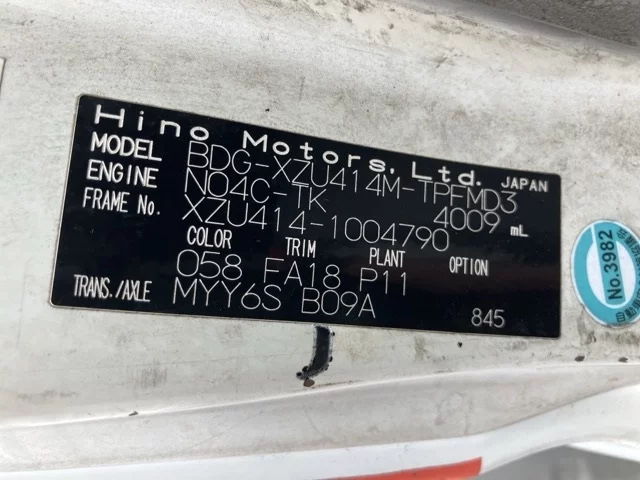 Hino Motors, Ltd. JAPAN
MODEL BDG-XZU414M-TPFMD3
ENGINE N04C-TK 4009 mL
FRAME No. XZU414-1004790
COLOR TRIM PLANT OPTION
058 FA18 P11
TRANS./AXLE MYY6S B09A 845
No.3982